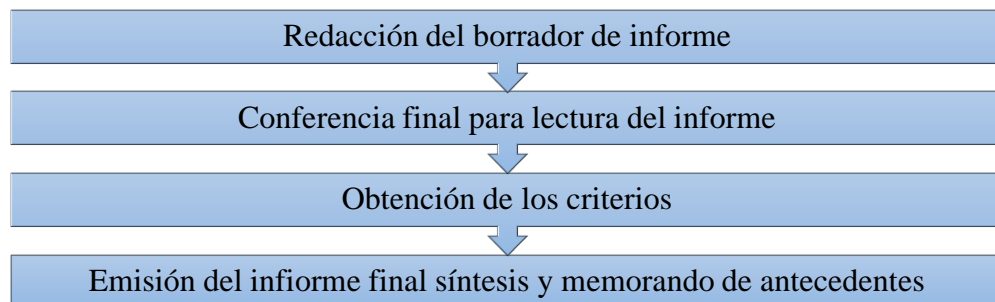 Redacción del borrador de informe
Conferencia final para lectura del informe
Obtención de los criterios
Emisión del infiorme final síntesis y memorando de antecedentes